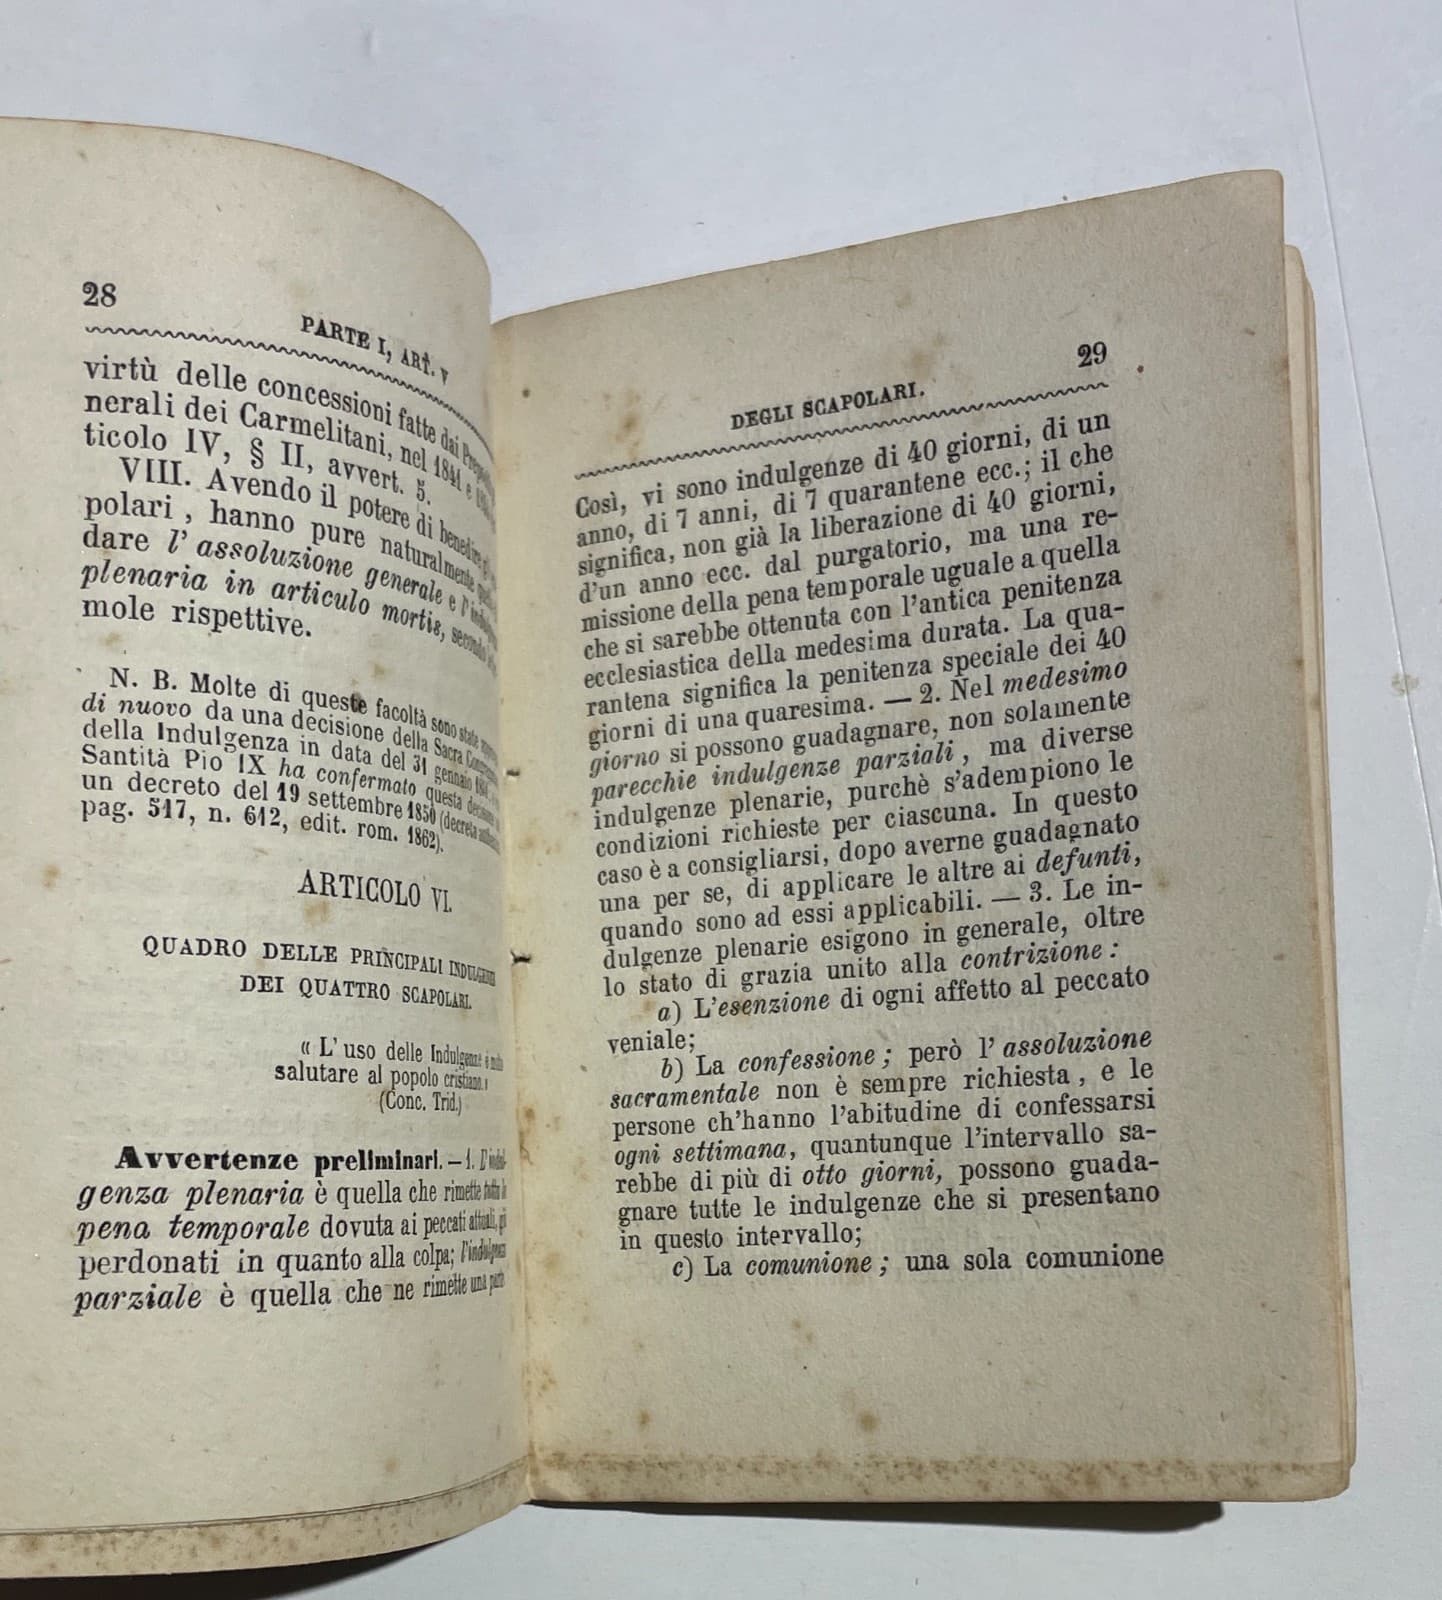 28
PARTE I, ART. V
virtù delle concessioni fatte dai
nerali dei Carmelitani, nel 1841 e
ticolo IV, § II, avvert. 5.
VIII. Avendo il potere di benedire
polari, hanno pure naturalmente
dare l'assoluzione generale e
plenaria in articulo mortis, secondo
mole rispettive.
N. B. Molte di queste facoltà sono state
di nuovo da una decisione della Sacra
della Indulgenza in data del 31 gennaio
Santità Pio IX ha confermato questa
un decreto del 19 settembre 1850 (decreta
pag. 517, n. 612, edit. rom. 1862).
ARTICOLO VI.
QUADRO DELLE PRINCIPALI
DEI QUATTRO SCAPOLARI.
« L'uso delle Indulgenze è
salutare al popolo cristiano.»
(Conc. Trid.)
Avvertenze preliminari. — 1. L'indul-
genza plenaria è quella che rimette tutta la
pena temporale dovuta ai peccati attuali, già
perdonati in quanto alla colpa; l'indulgenza
parziale è quella che ne rimette una parte
29
DEGLI SCAPOLARI.
Così, vi sono indulgenze di 40 giorni, di un
anno, di 7 anni, di 7 quarantene ecc.; il che
significa, non già la liberazione di 40 giorni,
d'un anno ecc. dal purgatorio, ma una re-
missione della pena temporale uguale a quella
che si sarebbe ottenuta con l'antica penitenza
ecclesiastica della medesima durata. La qua-
rantena significa la penitenza speciale dei 40
giorni di una quaresima. — 2. Nel medesimo
giorno si possono guadagnare, non solamente
parecchie indulgenze parziali, ma diverse
indulgenze plenarie, purchè s'adempiono le
condizioni richieste per ciascuna. In questo
caso è a consigliarsi, dopo averne guadagnato
una per se, di applicare le altre ai defunti,
quando sono ad essi applicabili. — 3. Le in-
dulgenze plenarie esigono in generale, oltre
lo stato di grazia unito alla contrizione:
a) L'esenzione di ogni affetto al peccato
veniale;
b) La confessione; però l'assoluzione
sacramentale non è sempre richiesta, e le
persone ch'hanno l'abitudine di confessarsi
ogni settimana, quantunque l'intervallo sa-
rebbe di più di otto giorni, possono guada-
gnare tutte le indulgenze che si presentano
in questo intervallo;
c) La comunione; una sola comunione